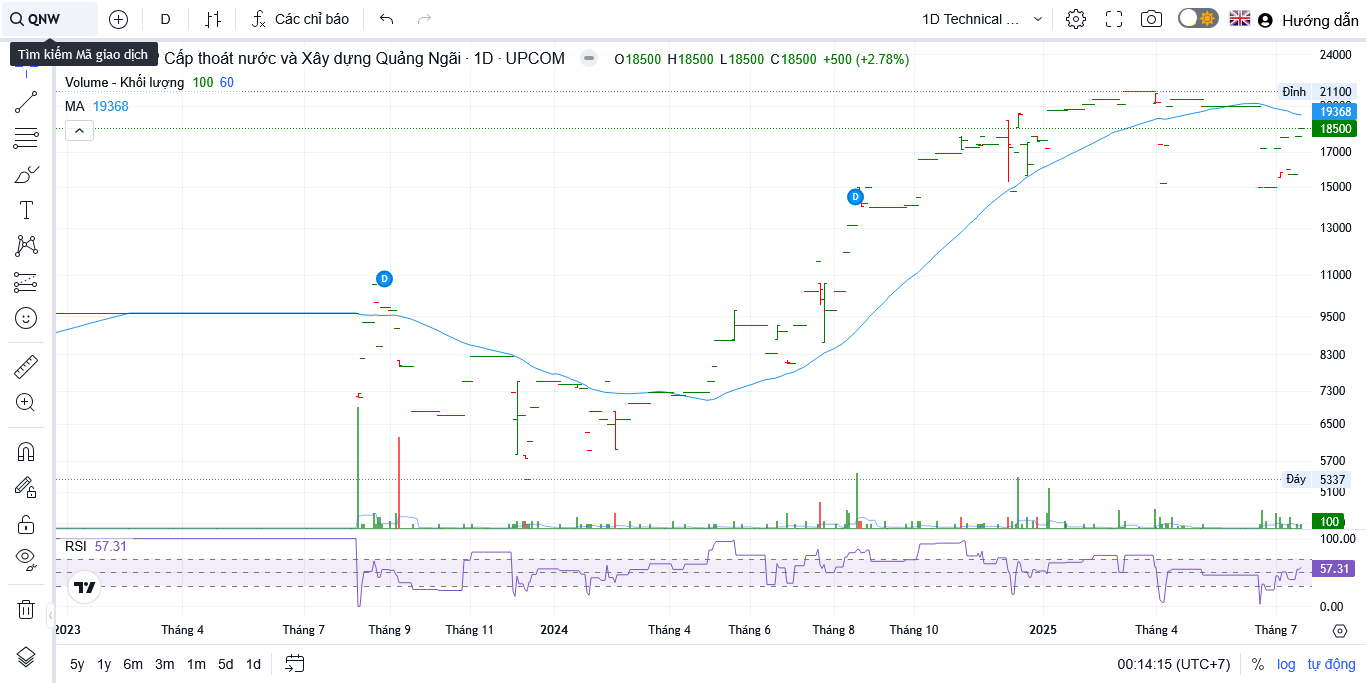 QNW
D
Các chỉ báo
1D Technical ...
Hướng dẫn
Tìm kiếm Mã giao dịch
Cấp thoát nước và Xây dựng Quảng Ngãi · 1D · UPCOM
O18500 H18500 L18500 C18500 +500 (+2.78%)
Volume - Khối lượng 100 60
MA 19368
24000
Đỉnh 21100
19368
18500
17000
15000
D
13000
D
11000
9500
8300
7300
6500
5700
Đáy 5337
5100
100
RSI 57.31
100.00
57.31
0.00
2023
Tháng 4
Tháng 7
Tháng 9
Tháng 11
2024
Tháng 4
Tháng 6
Tháng 8
Tháng 10
2025
Tháng 4
Tháng 7
5y 1y 6m 3m 1m 5d 1d
00:14:15 (UTC+7)
% log tự động